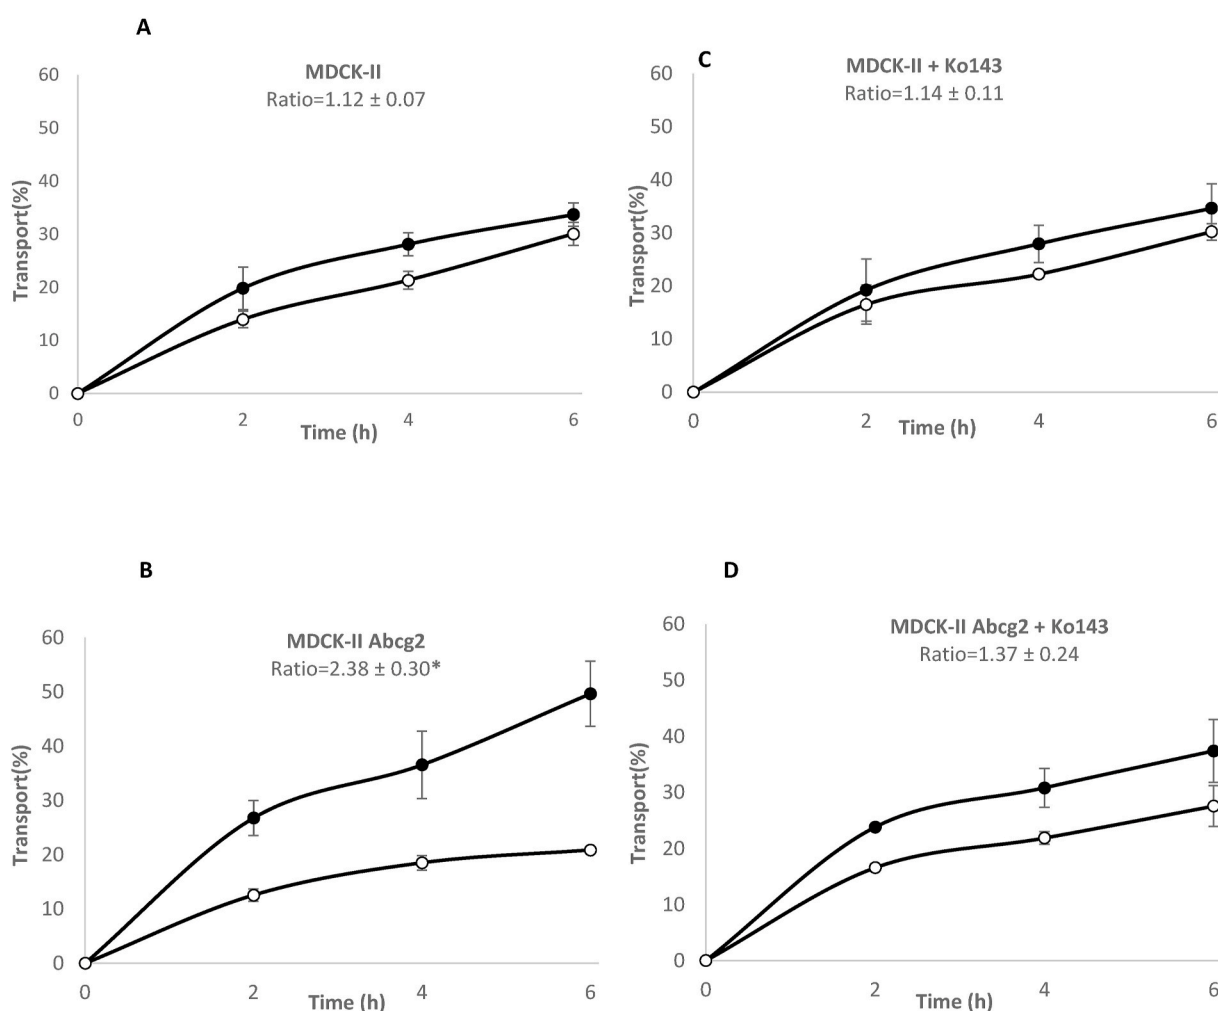 A
MDCK-II
Ratio=1.12 ± 0.07
60
50
40
30
20
10
0
Transport(%)
0 2 4 6
Time (h)
C
MDCK-II + Ko143
Ratio=1.14 ± 0.11
60
50
40
30
20
10
0
Transport(%)
0 2 4 6
Time (h)
B
MDCK-II Abcg2
Ratio=2.38 ± 0.30*
60
50
40
30
20
10
0
Transport(%)
0 2 4 6
Time (h)
D
MDCK-II Abcg2 + Ko143
Ratio=1.37 ± 0.24
60
50
40
30
20
10
0
Transport(%)
0 2 4 6
Time (h)